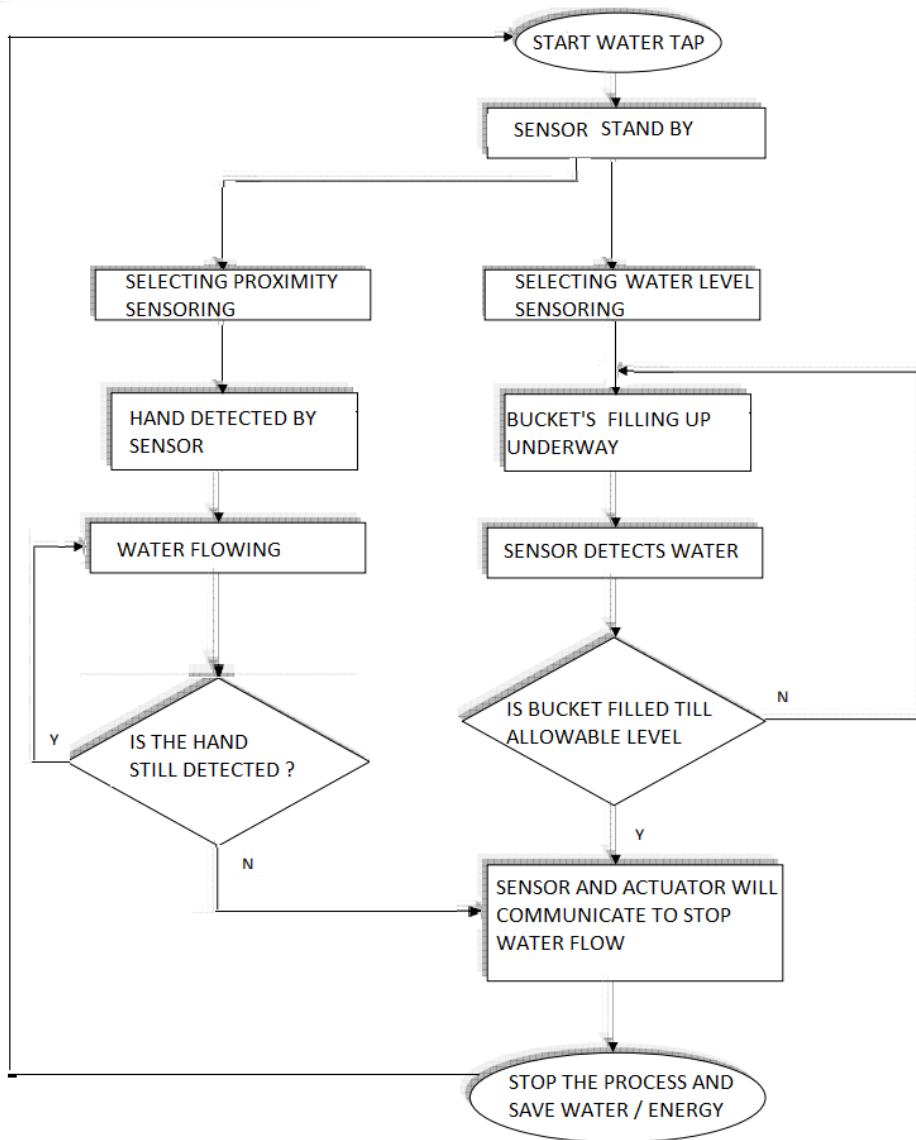 START WATER TAP
SENSOR STAND BY
SELECTING PROXIMITY
SENSORING
HAND DETECTED BY
SENSOR
WATER FLOWING
IS THE HAND
STILL DETECTED ?
Y
N
SELECTING WATER LEVEL
SENSORING
BUCKET'S FILLING UP
UNDERWAY
SENSOR DETECTS WATER
IS BUCKET FILLED TILL
ALLOWABLE LEVEL
N
Y
SENSOR AND ACTUATOR WILL
COMMUNICATE TO STOP
WATER FLOW
STOP THE PROCESS AND
SAVE WATER / ENERGY